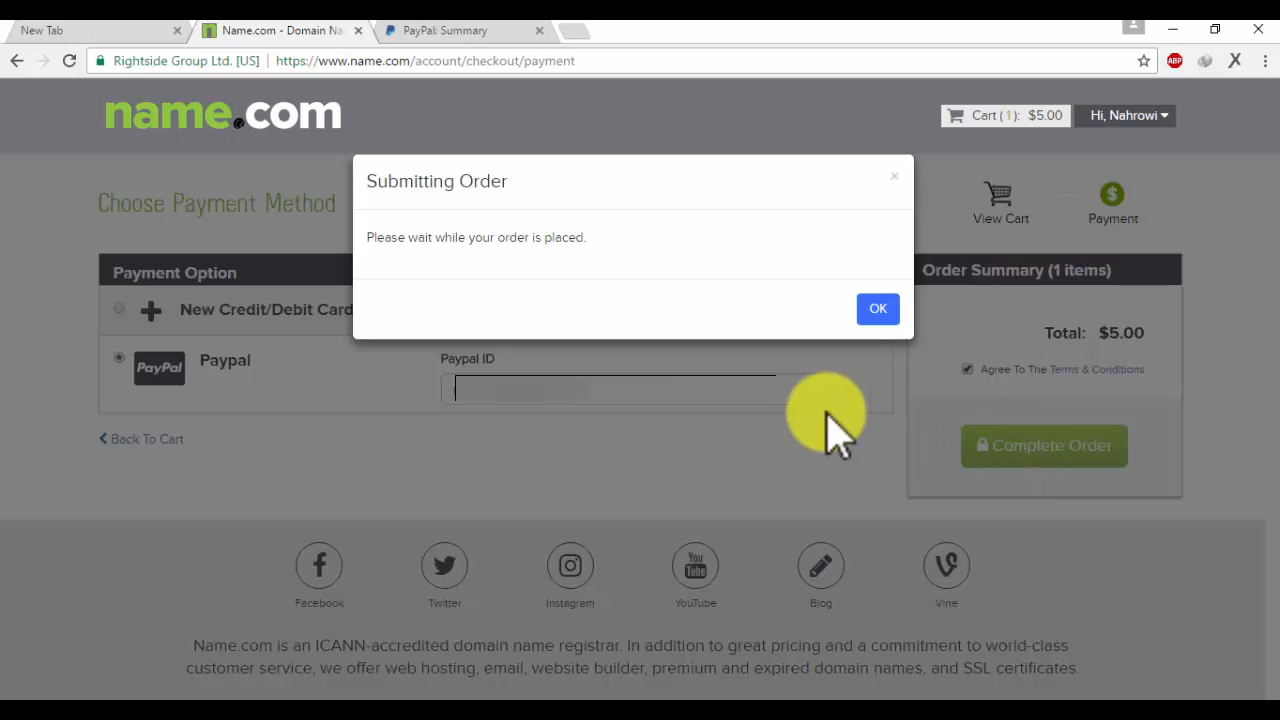 New Tab
Name.com - Domain Na
PayPal: Summary
Rightside Group Ltd. [US] https://www.name.com/account/checkout/payment
ABP
X
name.com
Cart (1): $5.00
Hi, Nahrowi
Submitting Order
×
Please wait while your order is placed.
OK
Choose Payment Method
View Cart
$
Payment
Payment Option
New Credit/Debit Card
PayPal
Paypal
Paypal ID
Order Summary (1 items)
Total: $5.00
Agree To The Terms & Conditions
Complete Order
Back To Cart
You Tube
Facebook
Twitter
Instagram
YouTube
Blog
Vine
Name.com is an ICANN-accredited domain name registrar. In addition to great pricing and a commitment to world-class
customer service, we offer web hosting, email, website builder, premium and expired domain names, and SSL certificates.